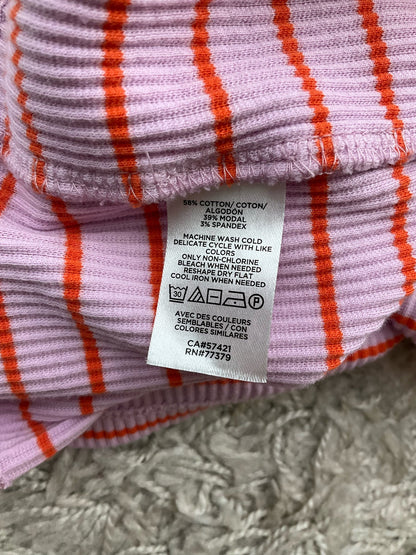 58% COTTON/ COTON/
ALGODÓN
39% MODAL
3% SPANDEX
MACHINE WASH COLD
DELICATE CYCLE WITH LIKE
COLORS
ONLY NON-CHLORINE
BLEACH WHEN NEEDED
RESHAPE DRY FLAT
COOL IRON WHEN NEEDED
30 P
AVEC DES COULEURS
SEMBLABLES / CON
COLORES SIMILARES
CA#57421
RN#77379